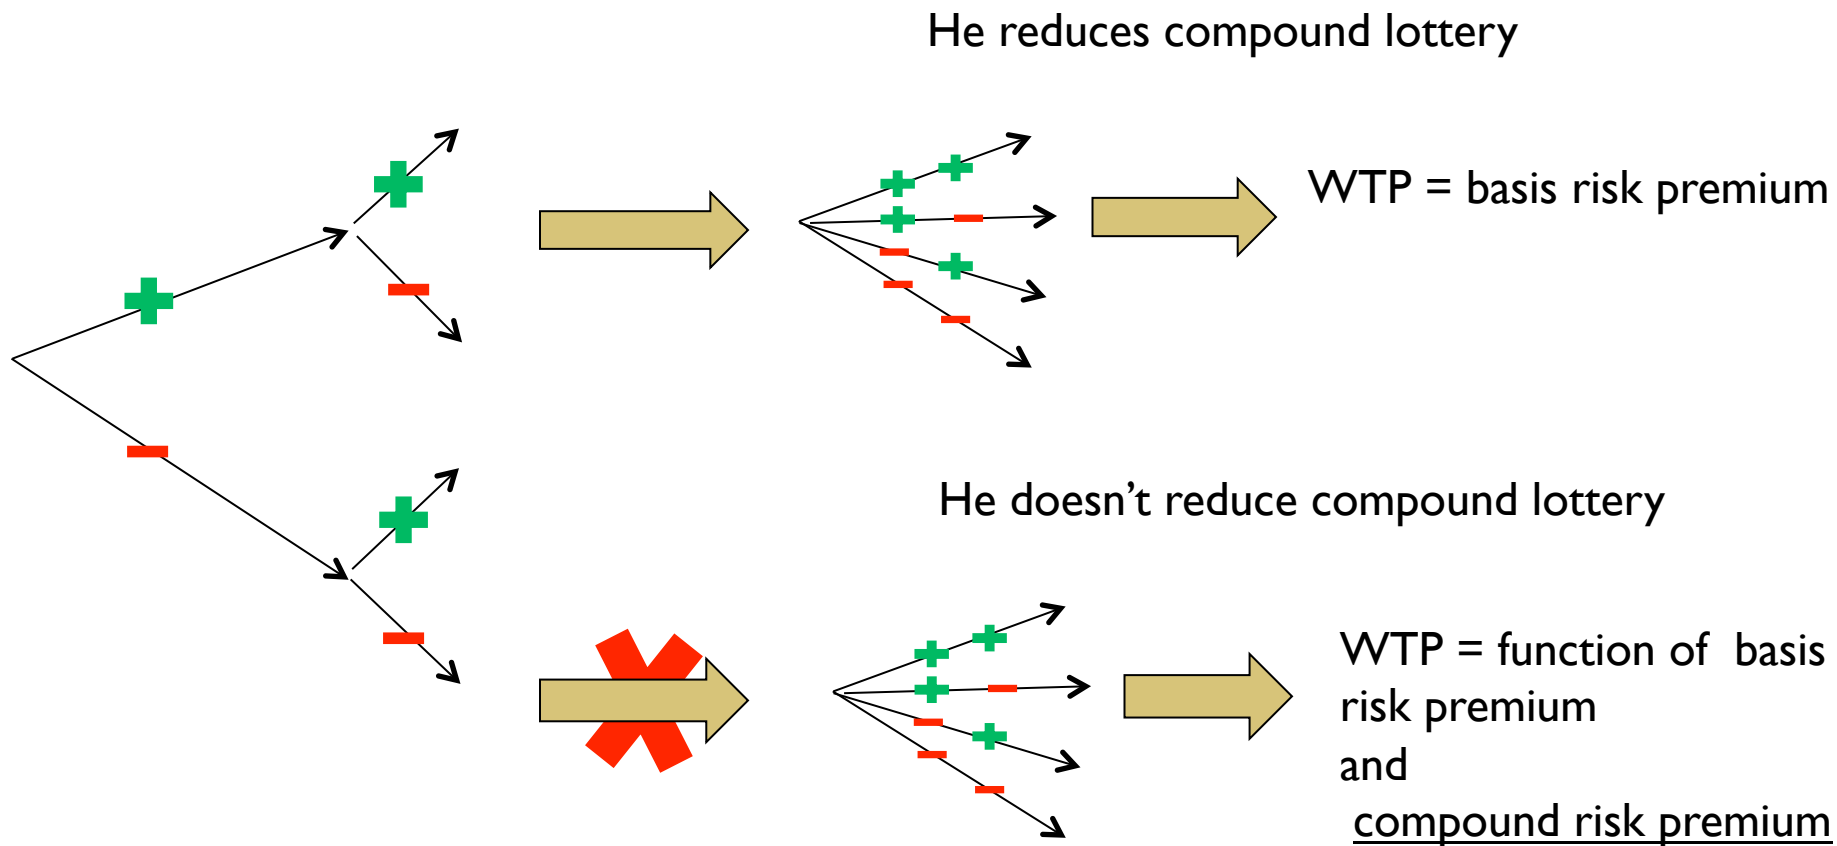 He reduces compound lottery
WTP = basis risk premium
He doesn’t reduce compound lottery
WTP = function of basis
risk premium
and
compound risk premium